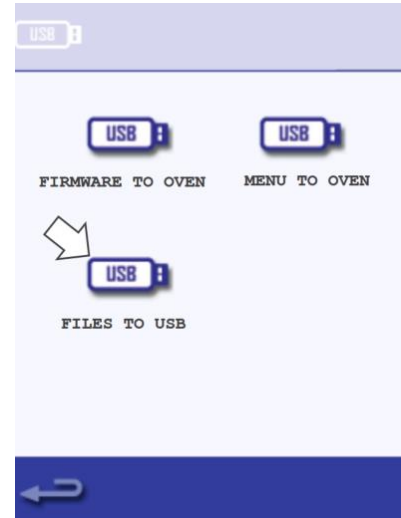 USB
USB USB
FIRMWARE TO OVEN MENU TO OVEN
USB
FILES TO USB